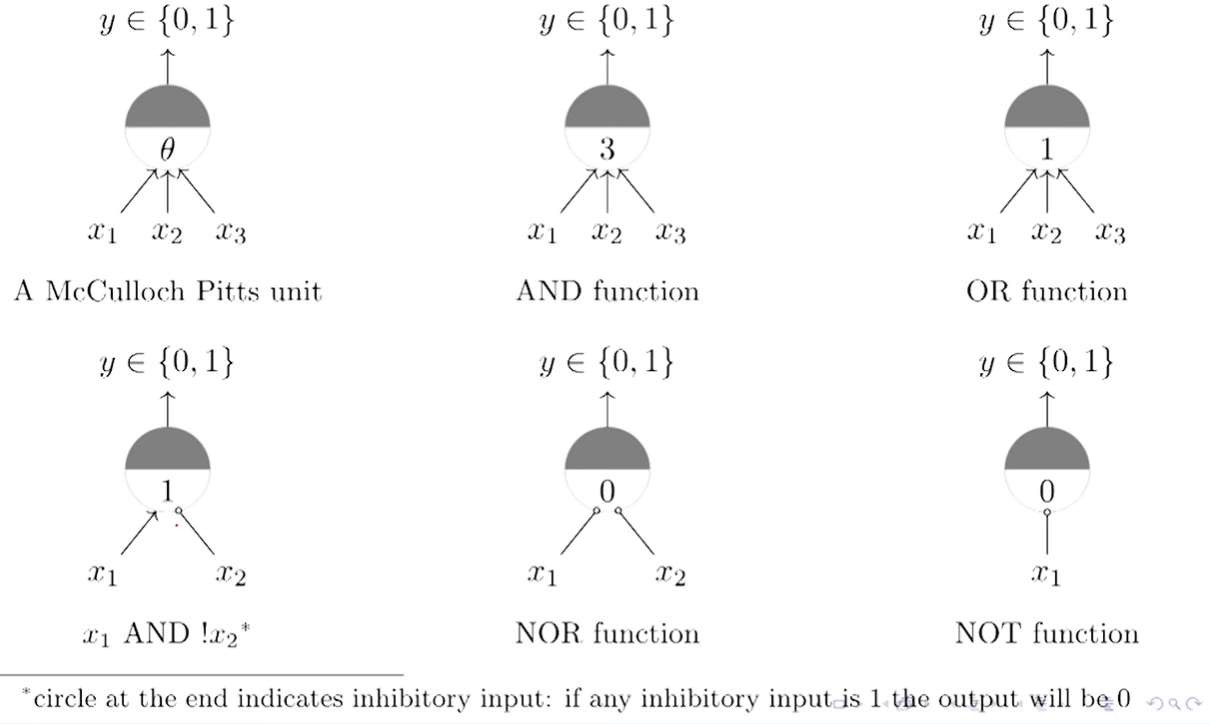 y ∈ {0, 1} y ∈ {0, 1} y ∈ {0, 1}
θ 3 1
x₁ x₂ x₃ x₁ x₂ x₃ x₁ x₂ x₃
A McCulloch Pitts unit AND function OR function
y ∈ {0, 1} y ∈ {0, 1} y ∈ {0, 1}
1 0 0
x₁ x₂ x₁ x₂ x₁
x₁ AND !x₂* NOR function NOT function
*circle at the end indicates inhibitory input: if any inhibitory input is 1 the output will be 0